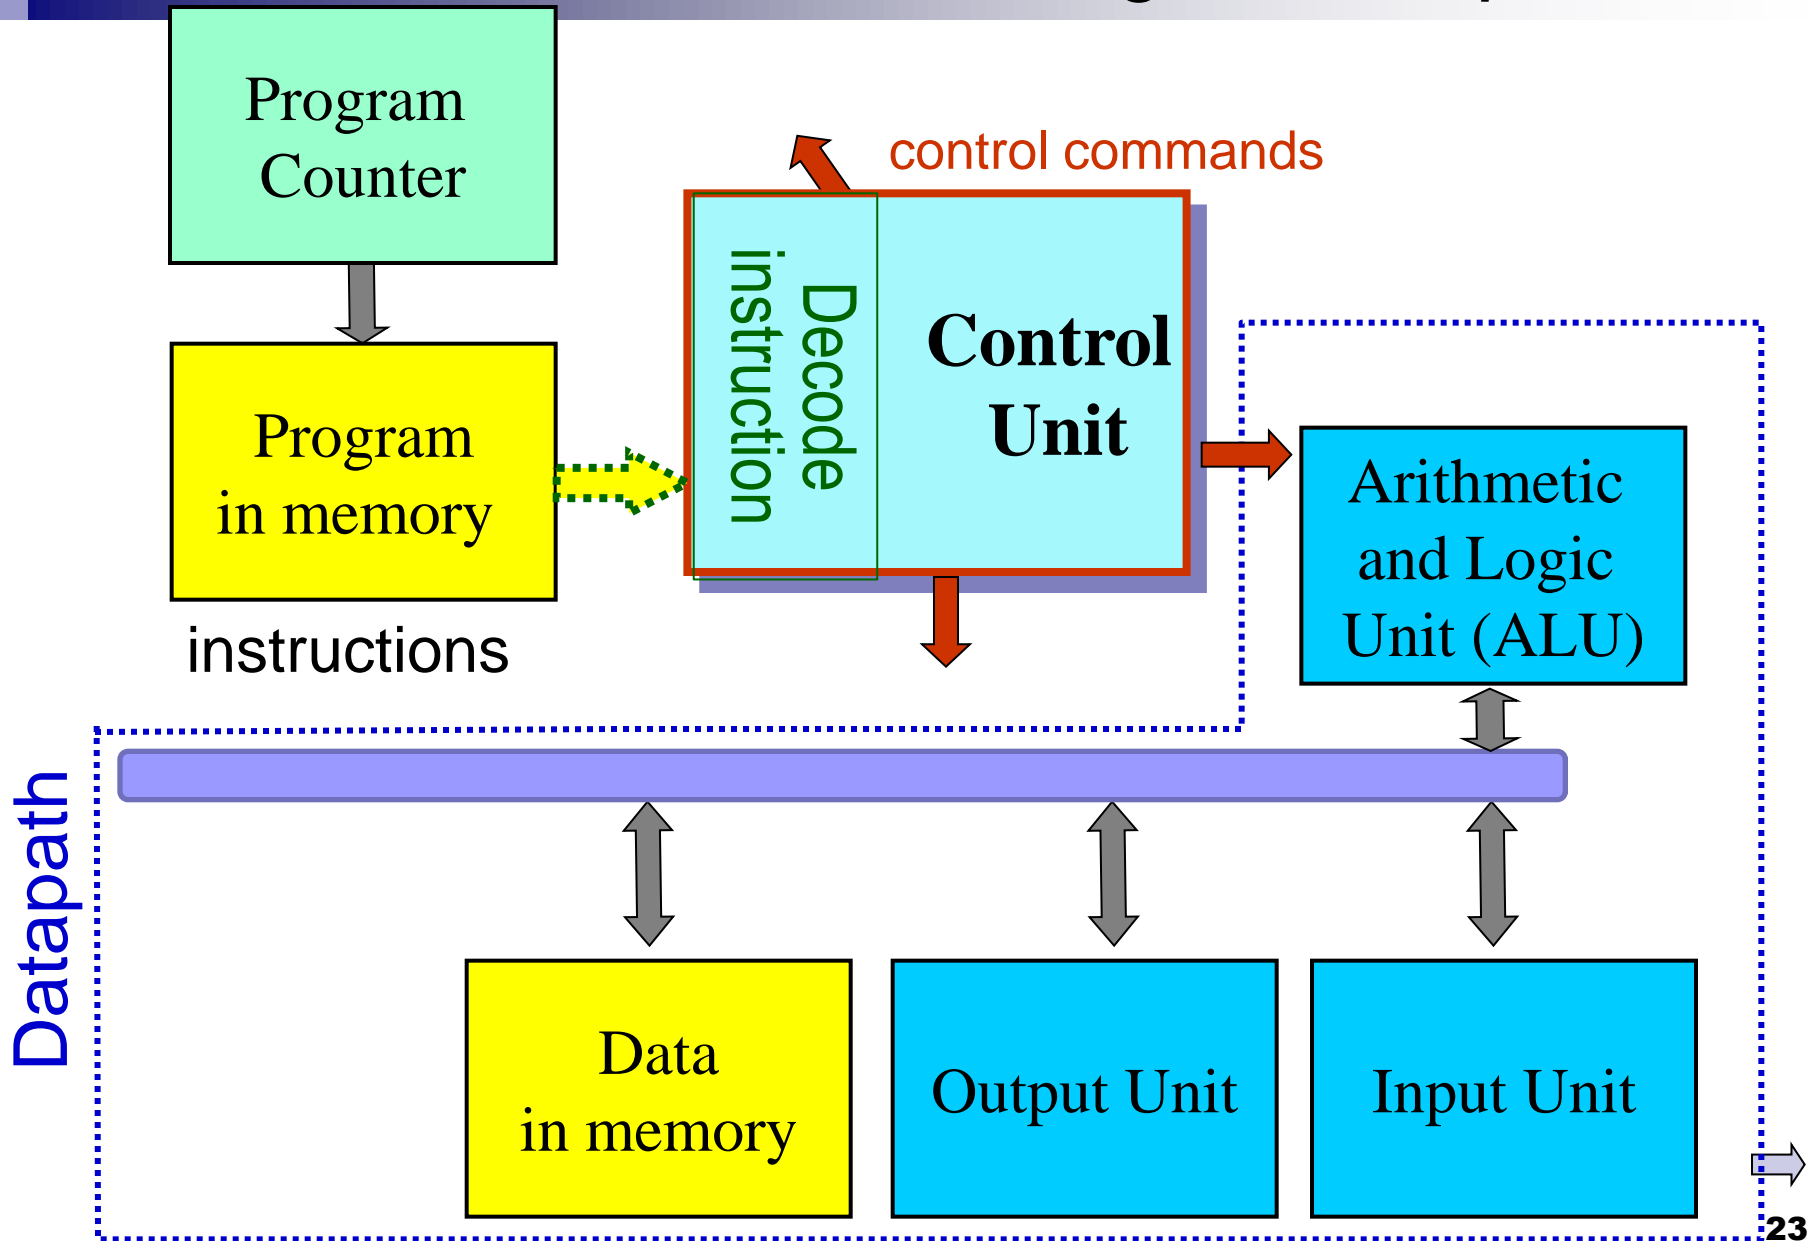 Program
Counter
control commands
Decode
instruction
Control
Unit
Program
in memory
instructions
Arithmetic
and Logic
Unit (ALU)
Datapath
Data
in memory
Output Unit
Input Unit
23